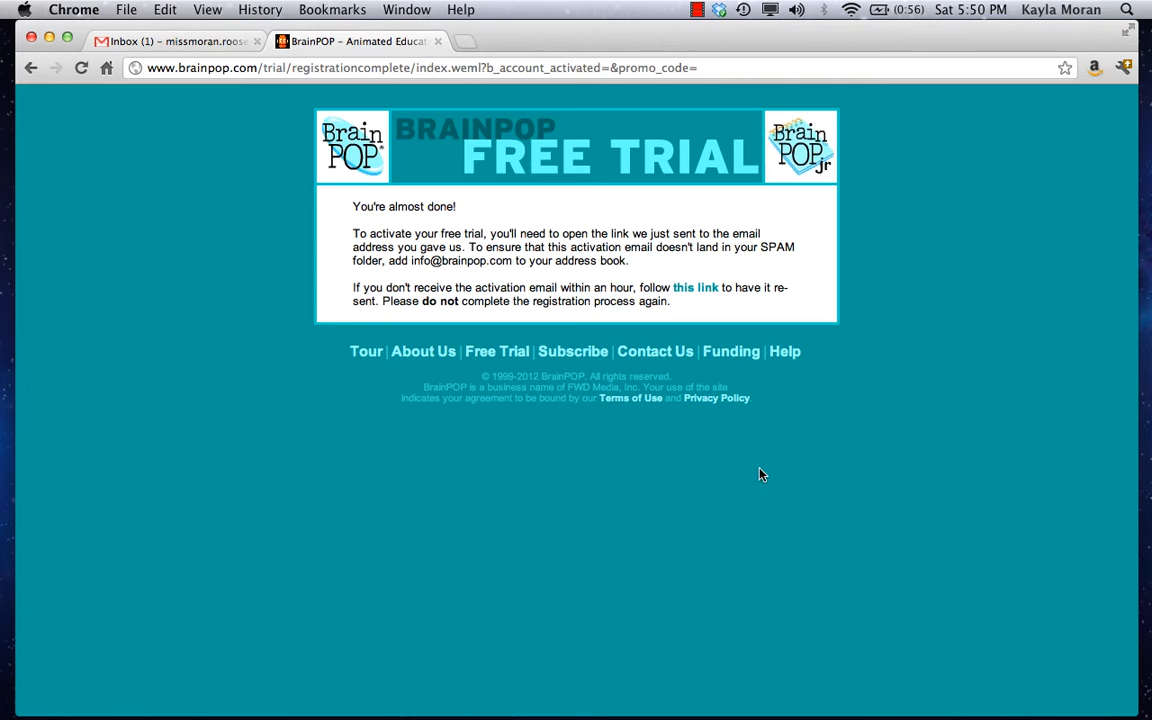 Chrome File Edit View History Bookmarks Window Help (0:56) Sat 5:50 PM Kayla Moran
Inbox (1) – missmoran.roose BrainPOP – Animated Educat
www.brainpop.com/trial/registrationcomplete/index.weml?b_account_activated=&promo_code=
Brain POP
BRAINPOP
FREE TRIAL
Brain POP jr
You're almost done!
To activate your free trial, you'll need to open the link we just sent to the email
address you gave us. To ensure that this activation email doesn't land in your SPAM
folder, add info@brainpop.com to your address book.
If you don't receive the activation email within an hour, follow this link to have it re-
sent. Please do not complete the registration process again.
Tour | About Us | Free Trial | Subscribe | Contact Us | Funding | Help
© 1999-2012 BrainPOP. All rights reserved.
BrainPOP is a business name of FWD Media, Inc. Your use of the site
indicates your agreement to be bound by our Terms of Use and Privacy Policy.